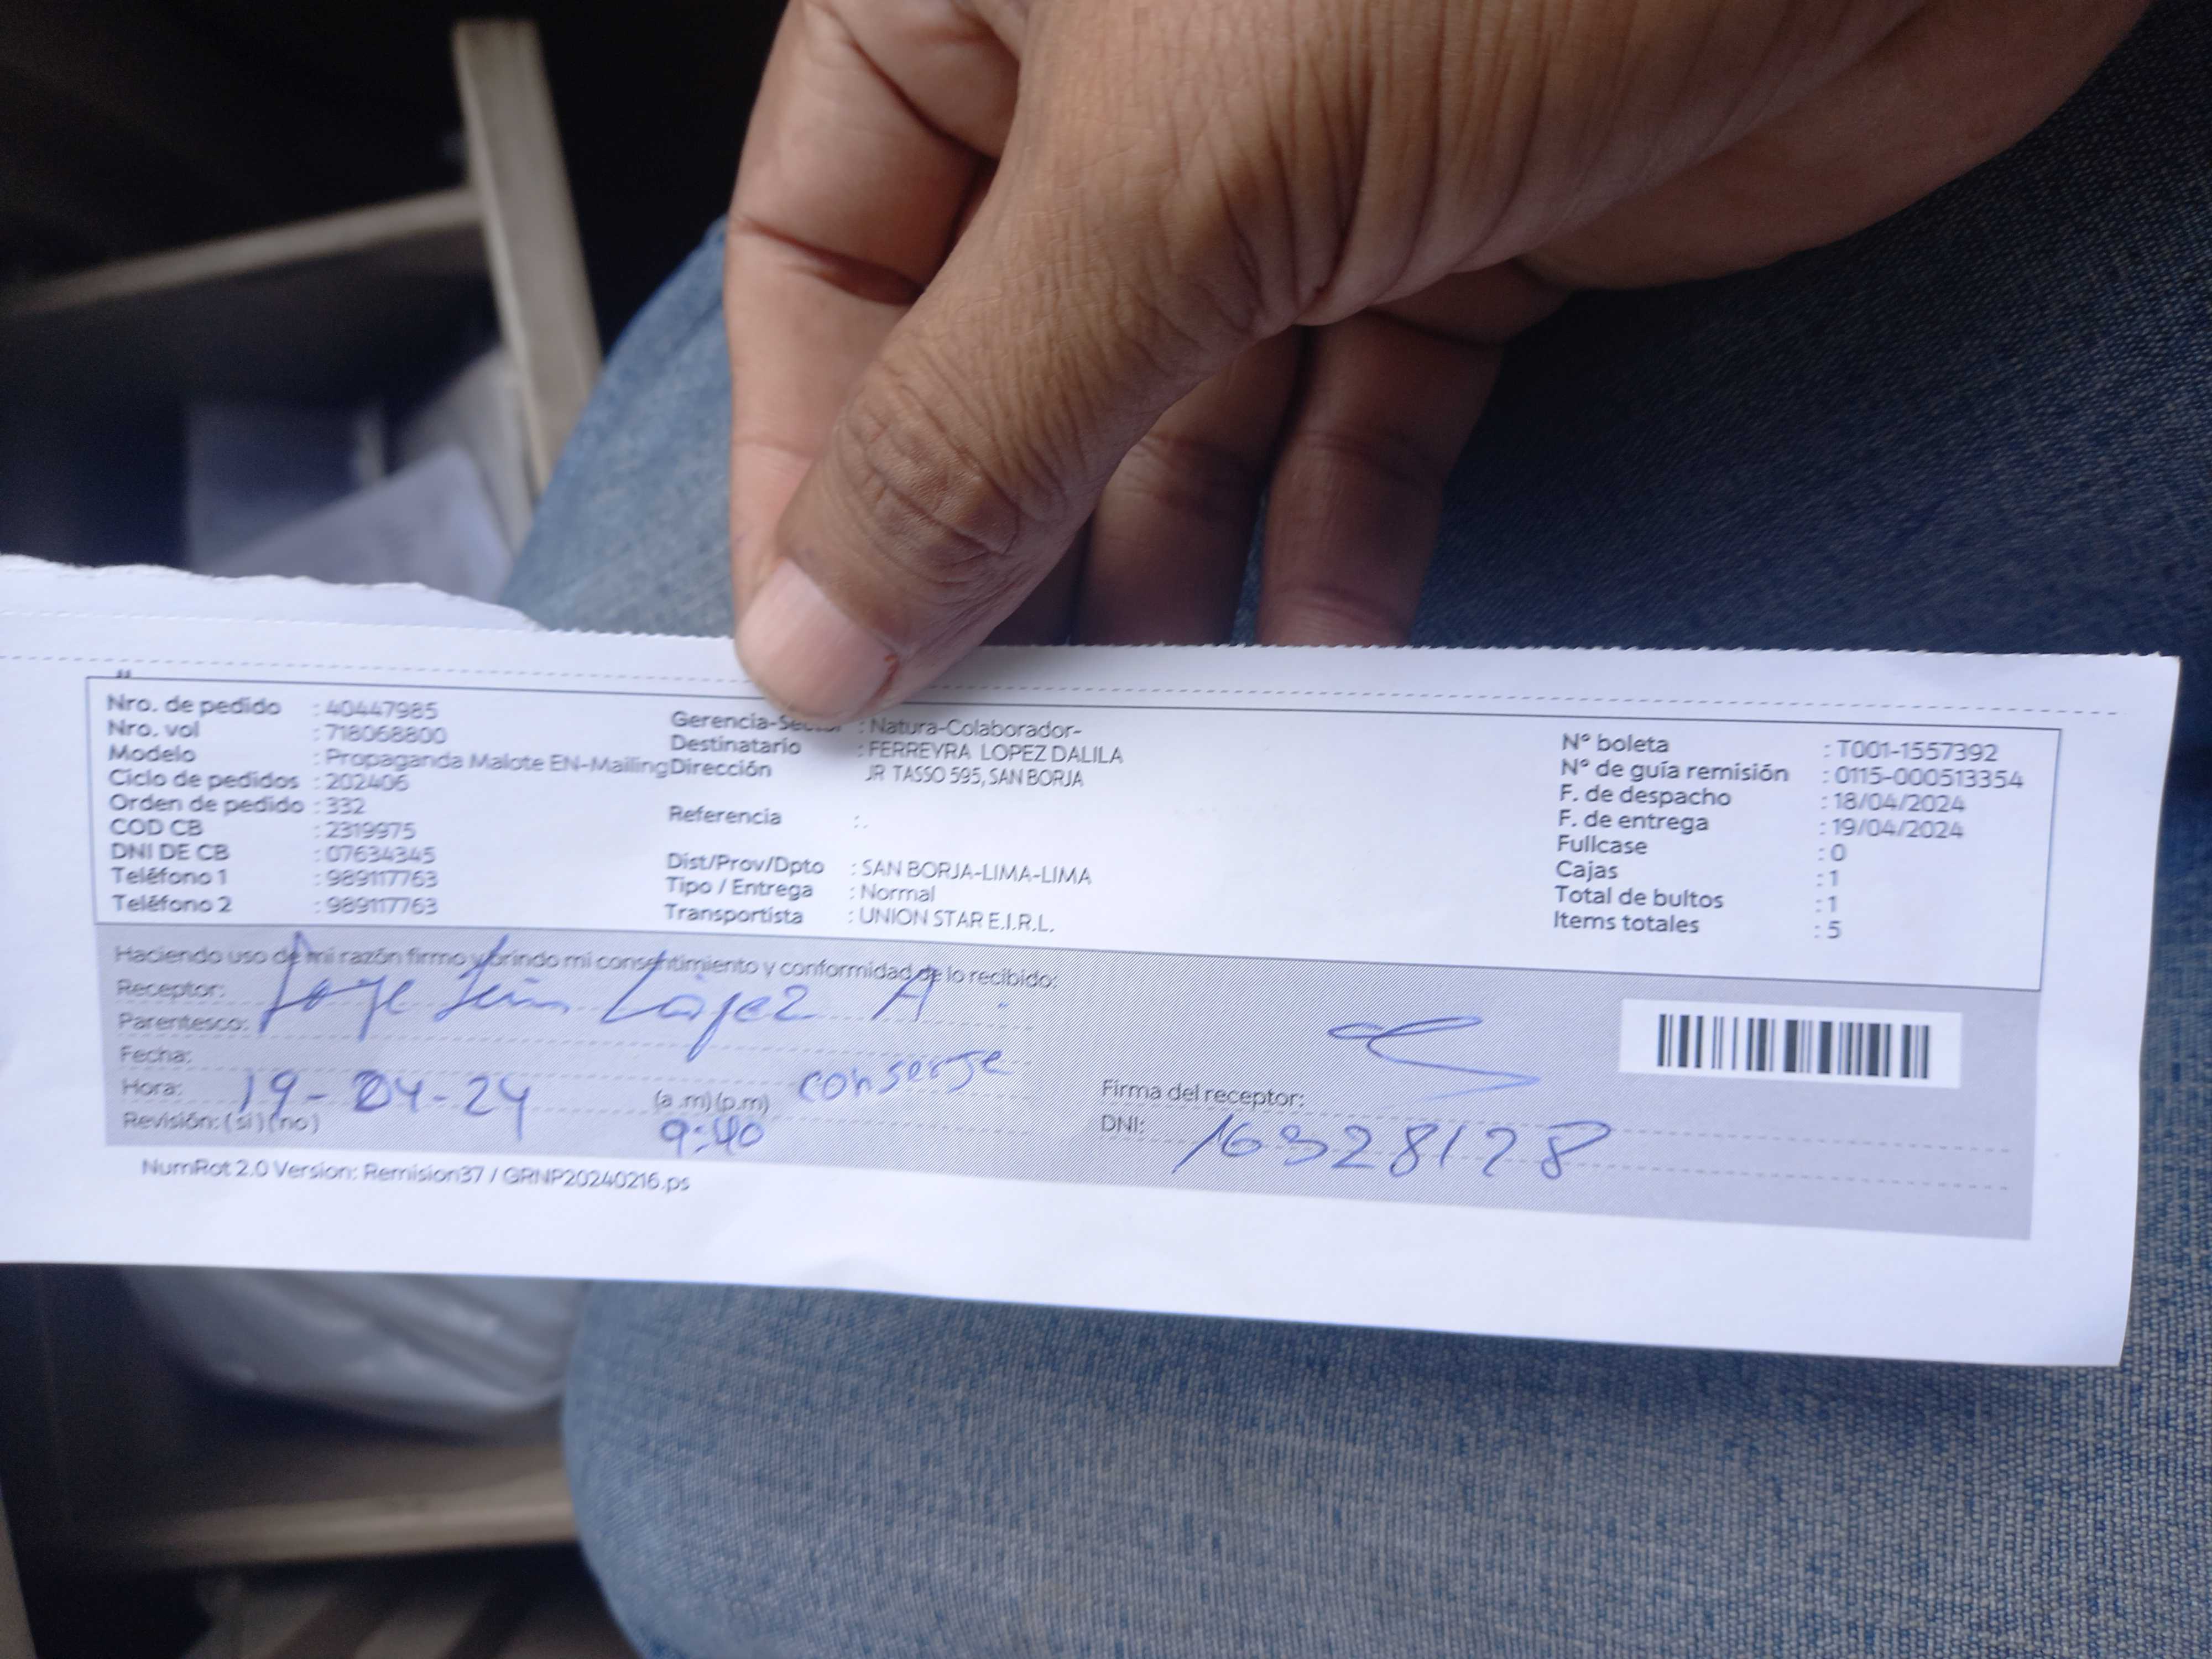 Nro. de pedido : 40447985
Nro. vol : 718068800
Modelo : Propaganda Malote EN-Mailing
Ciclo de pedidos : 202406
Orden de pedido : 332
COD CB : 2319975
DNI DE CB : 07634345
Teléfono 1 : 989117763
Teléfono 2 : 989117763
Gerencia-Sector : Natura-Colaborador-
Destinatario : FERREYRA LOPEZ DALILA
Dirección JR TASSO 595, SAN BORJA
Referencia : .
Dist/Prov/Dpto : SAN BORJA-LIMA-LIMA
Tipo / Entrega : Normal
Transportista : UNION STAR E.I.R.L.
N° boleta : T001-1557392
N° de guía remisión : 0115-000513354
F. de despacho : 18/04/2024
F. de entrega : 19/04/2024
Fullcase : 0
Cajas : 1
Total de bultos : 1
Items totales : 5
Haciendo uso de mi razón firmo y brindo mi consentimiento y conformidad de lo recibido:
Receptor: Jorge López A
Parentesco:
Fecha:
conserje
Hora: 19-04-24 (a .m) (p.m)
9:40
Revisión: ( si ) ( no )
Firma del receptor:
DNI: 16328128
NumRot 2.0 Version: Remision37 / GRNP20240216.ps